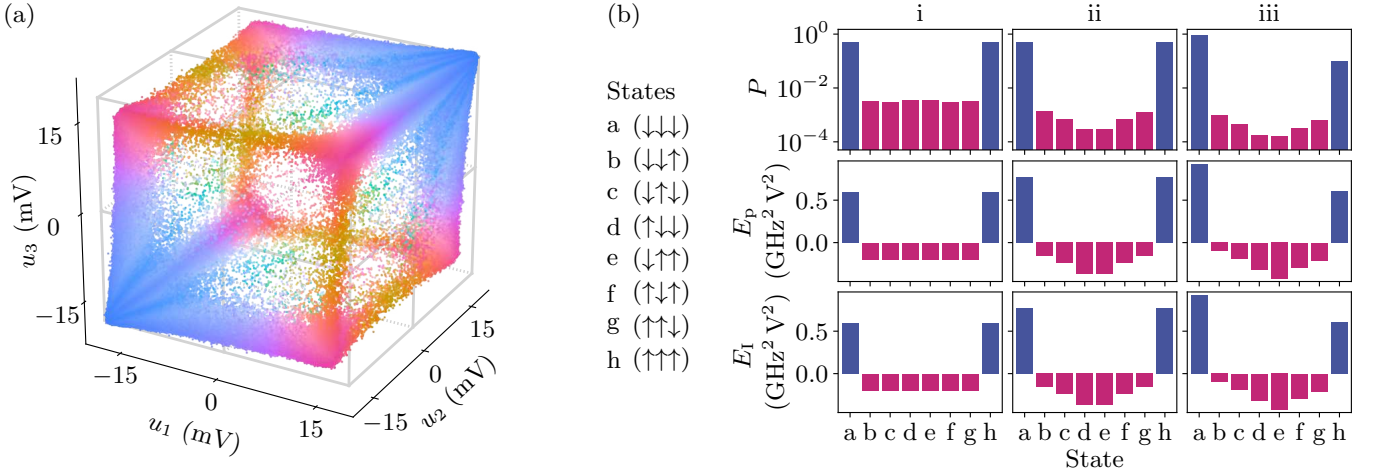 (a)
15
0
−15
u3 (mV)
−15
0
15
u1 (mV)
−15
0
15
u2 (mV)
(b)
States
a (↓↓↓)
b (↓↓↑)
c (↓↑↓)
d (↑↓↓)
e (↓↑↑)
f (↑↓↑)
g (↑↑↓)
h (↑↑↑)
i ii iii
P
10^0
10^−2
10^−4
Ep
(GHz² V²)
0.5
0.0
EI
(GHz² V²)
0.5
0.0
a b c d e f g h a b c d e f g h a b c d e f g h
State